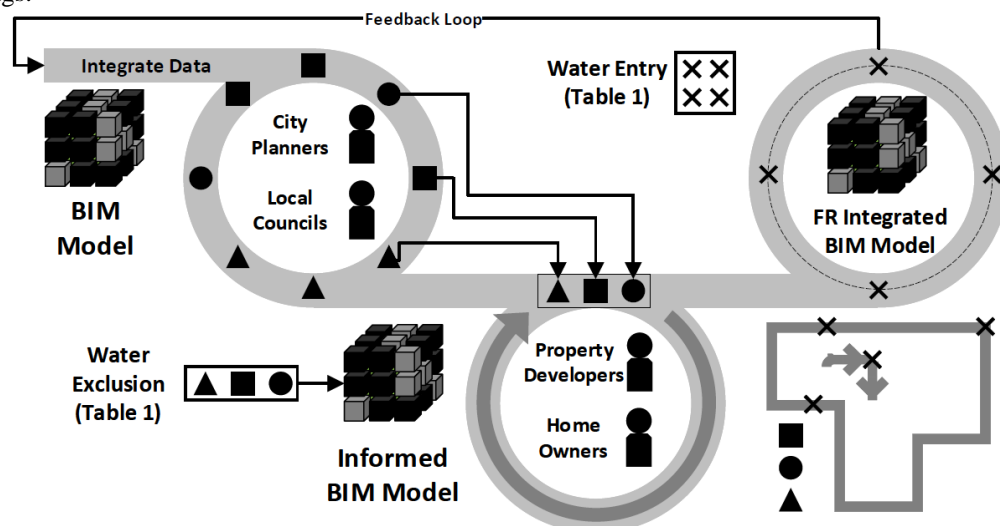 Feedback Loop
Integrate Data
Water Entry
(Table 1)
City
Planners
Local
Councils
BIM
Model
FR Integrated
BIM Model
Water
Exclusion
(Table 1)
Property
Developers
Home
Owners
Informed
BIM Model